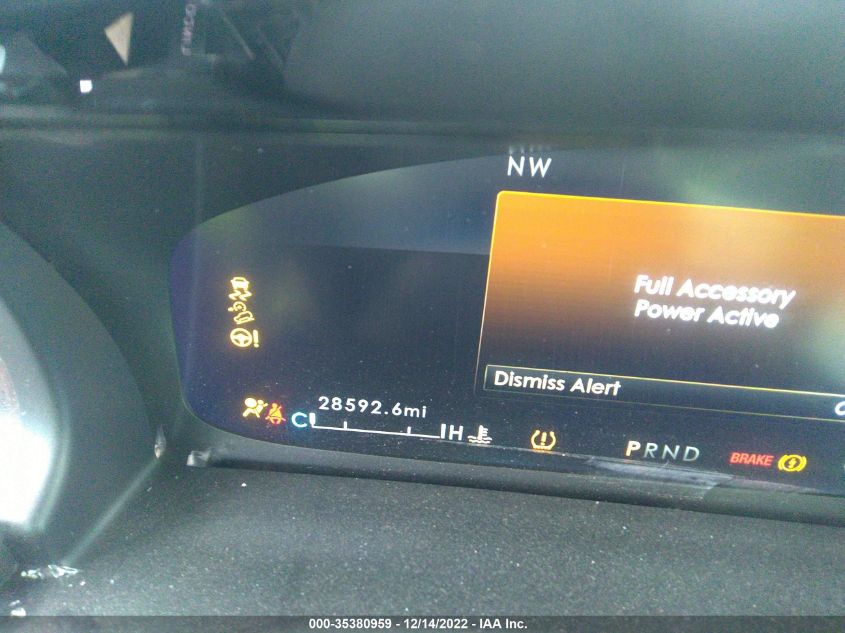 NW
Full Accessory
Power Active
Dismiss Alert
28592.6mi
C H
PRND
BRAKE
000-35380959 - 12/14/2022 - IAA Inc.